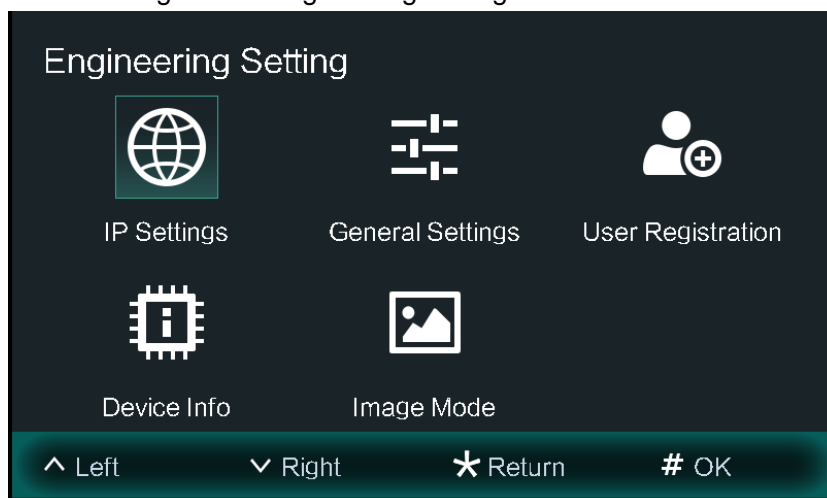 Engineering Setting
IP Settings General Settings User Registration
Device Info Image Mode
^ Left ∨ Right * Return # OK